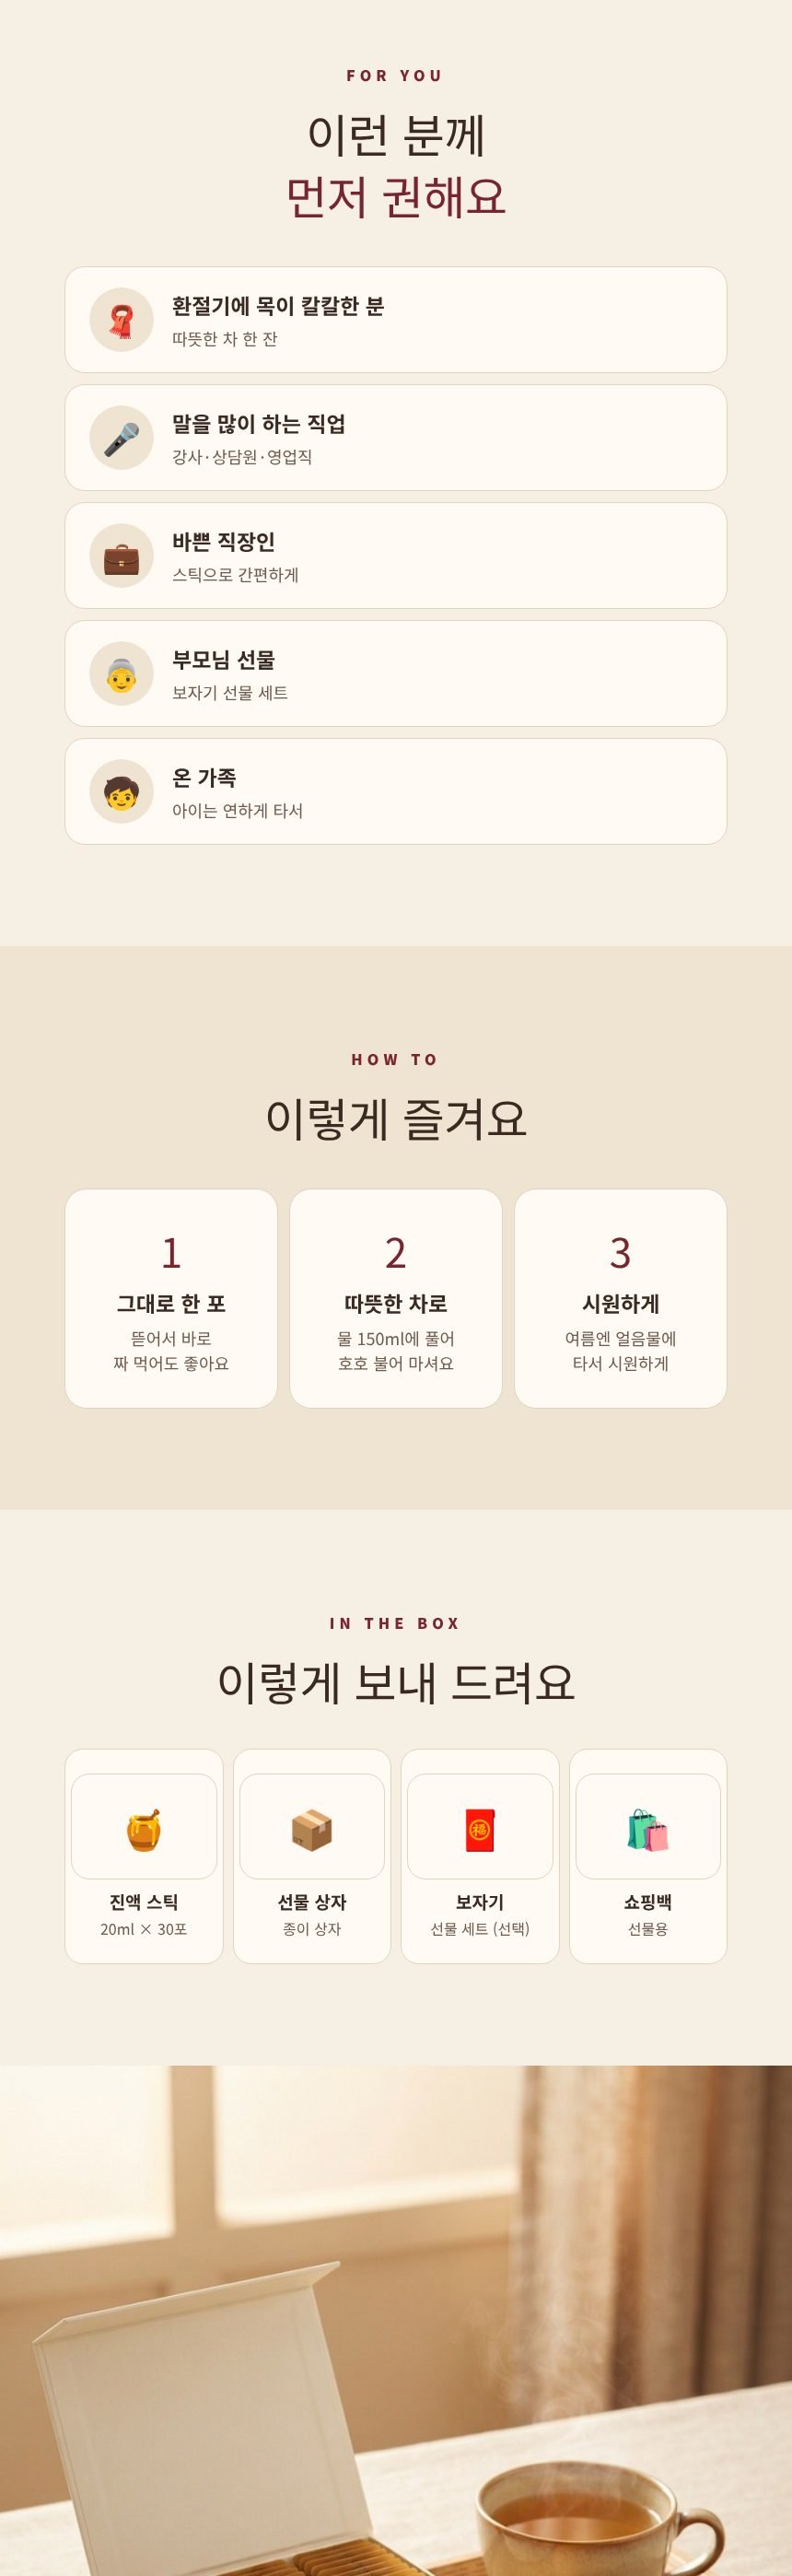 FOR YOU
이런 분께
먼저 권해요
환절기에 목이 칼칼한 분
따뜻한 차 한 잔
말을 많이 하는 직업
강사·상담원·영업직
바쁜 직장인
스틱으로 간편하게
부모님 선물
보자기 선물 세트
온 가족
아이는 연하게 타서
HOW TO
이렇게 즐겨요
1
그대로 한 포
뜯어서 바로
짜 먹어도 좋아요
2
따뜻한 차로
물 150ml에 풀어
호호 불어 마셔요
3
시원하게
여름엔 얼음물에
타서 시원하게
IN THE BOX
이렇게 보내 드려요
진액 스틱
20ml × 30포
선물 상자
종이 상자
福
보자기
선물 세트 (선택)
쇼핑백
선물용